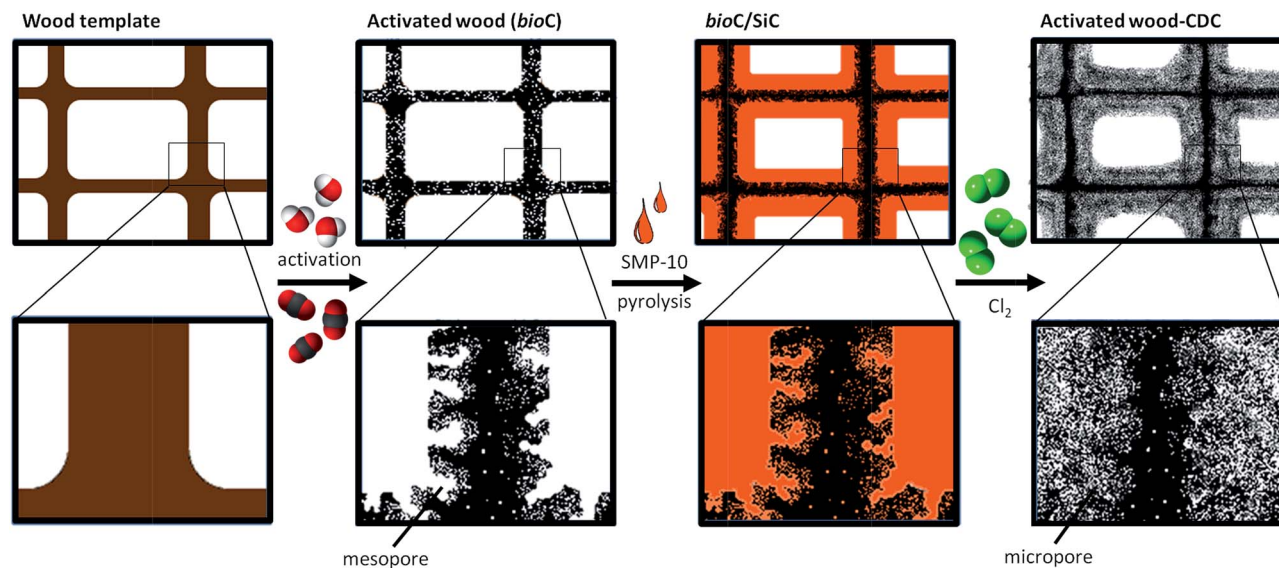 Wood template
Activated wood (bioC)
bioC/SiC
Activated wood-CDC
activation
SMP-10
pyrolysis
Cl₂
mesopore
micropore